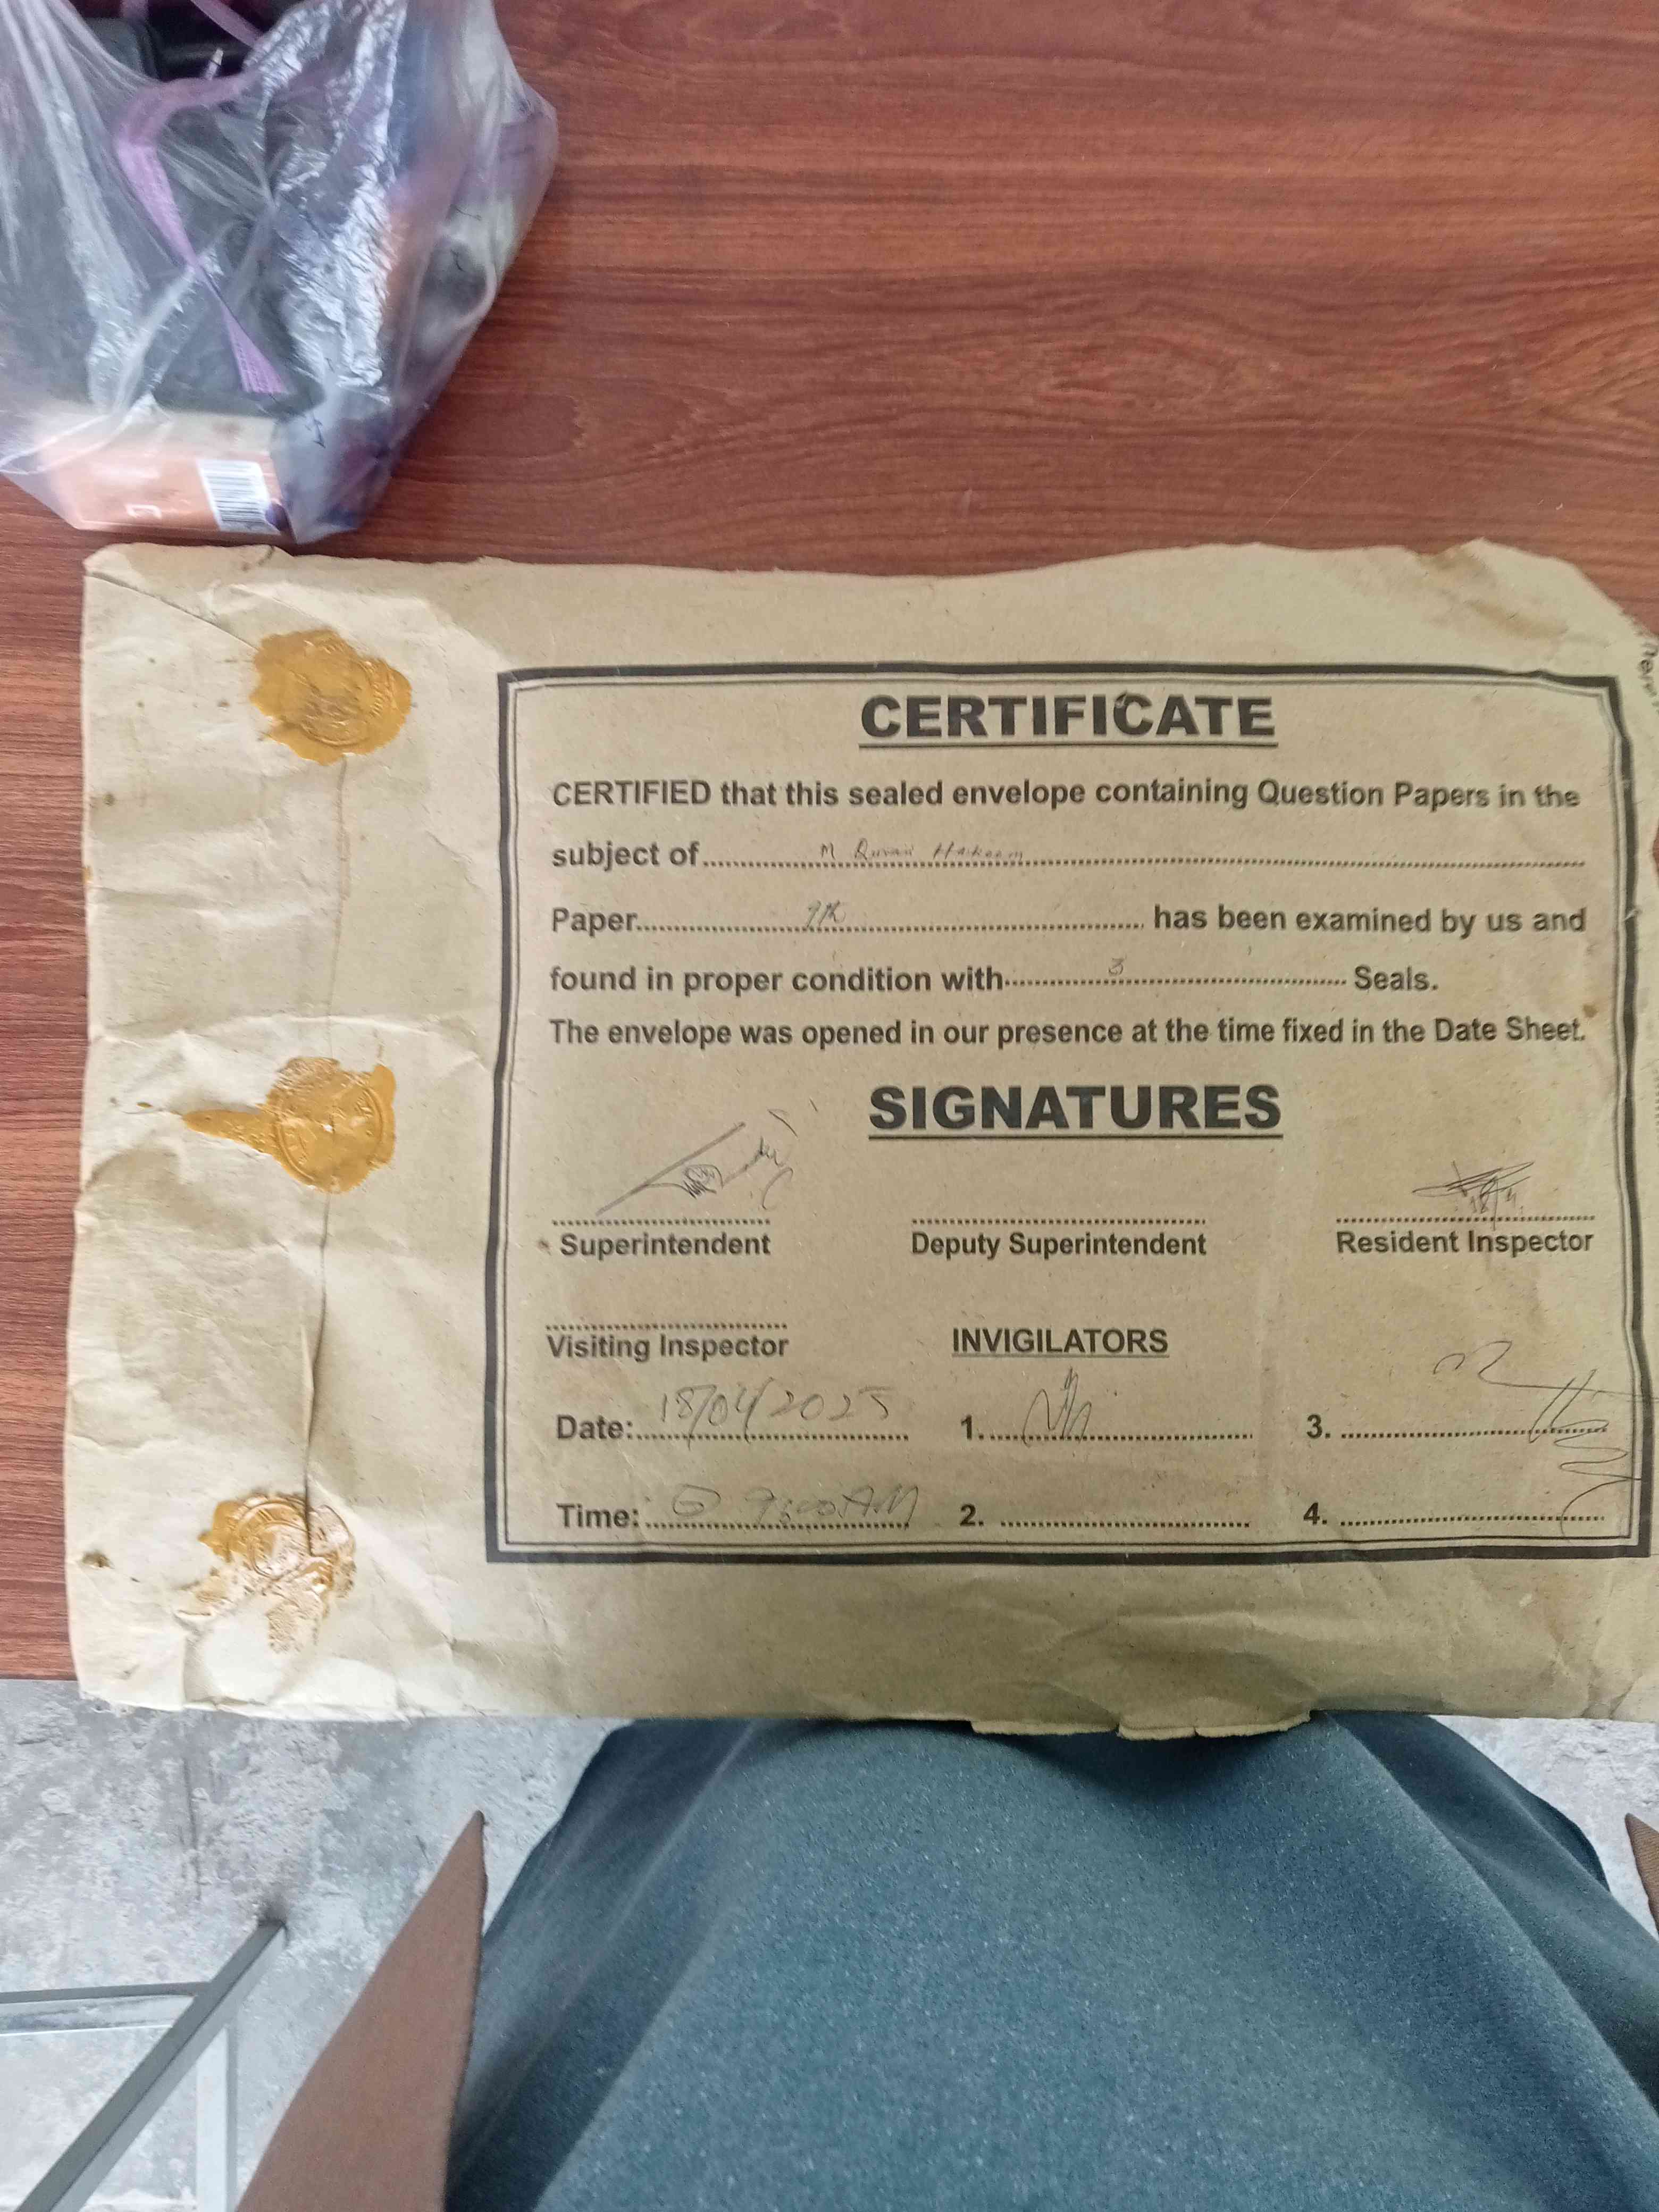 CERTIFICATE
CERTIFIED that this sealed envelope containing Question Papers in the
subject of M Quran Hakeem
Paper 9th has been examined by us and
found in proper condition with 3 Seals.
The envelope was opened in our presence at the time fixed in the Date Sheet.
SIGNATURES
Superintendent Deputy Superintendent Resident Inspector
Visiting Inspector INVIGILATORS
Date: 18/04/2025 1. 3.
Time: @ 9:00 AM 2. 4.